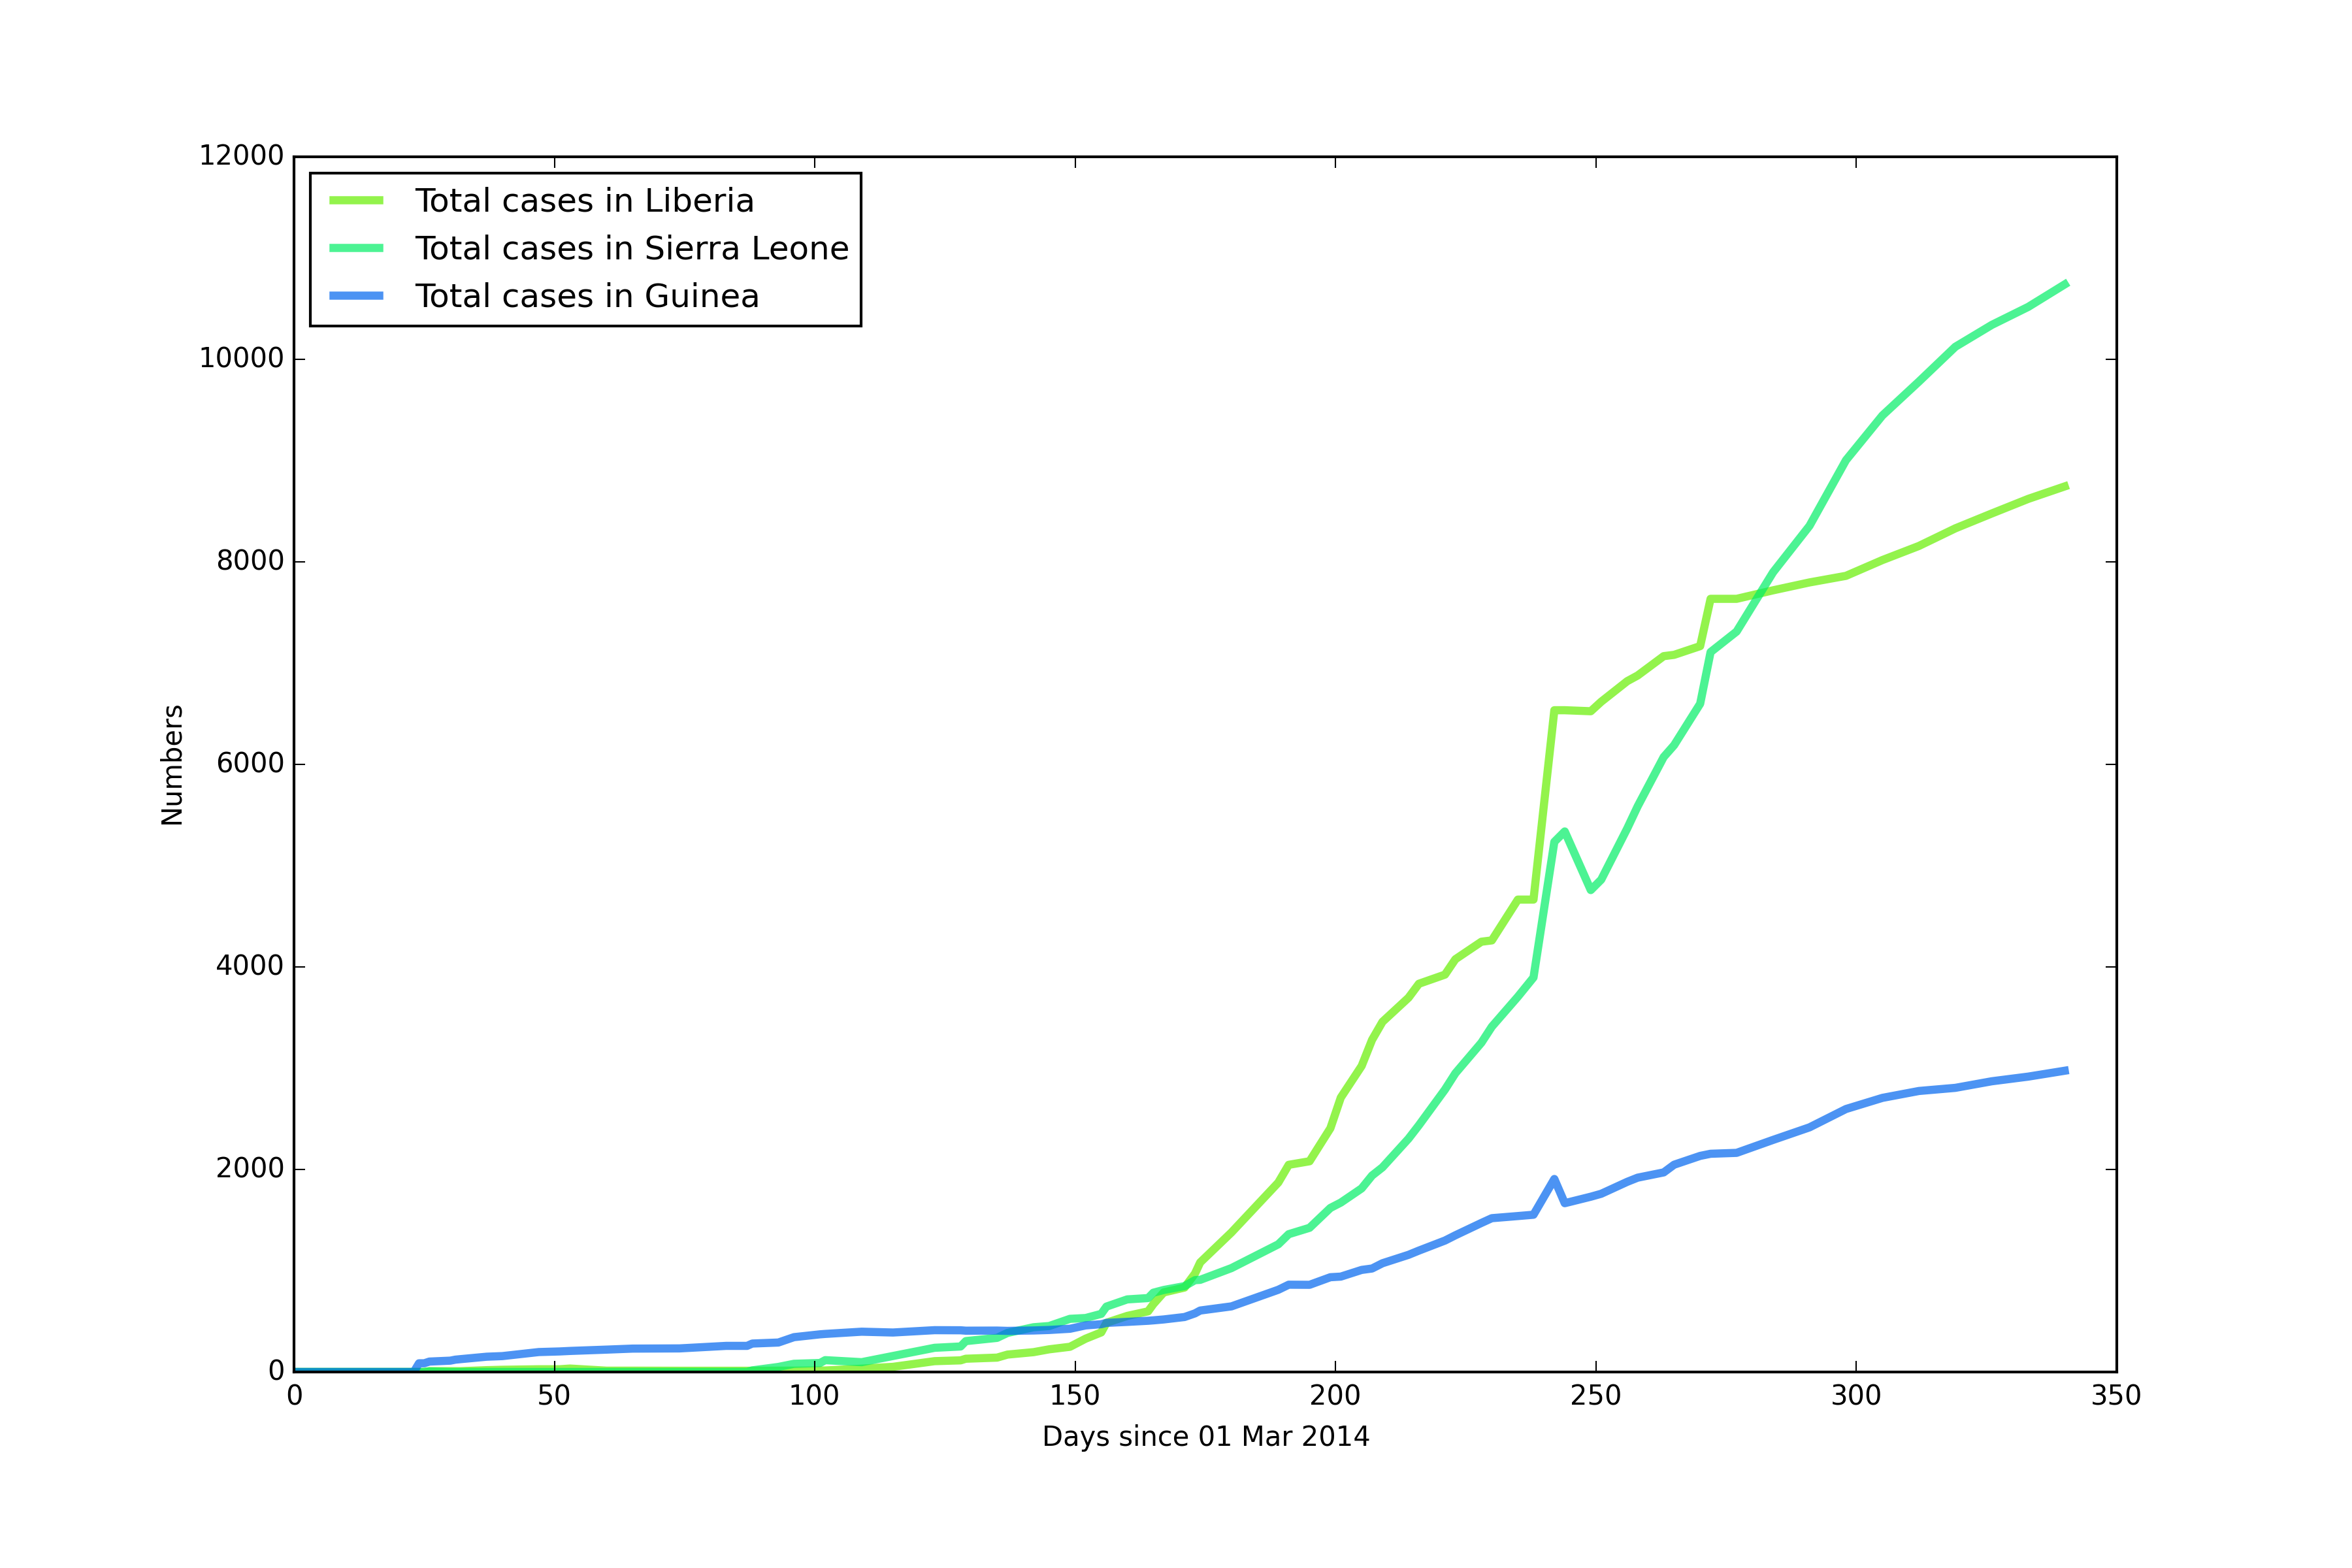 12000
10000
8000
6000
4000
2000
0
Numbers
Total cases in Liberia
Total cases in Sierra Leone
Total cases in Guinea
0 50 100 150 200 250 300 350
Days since 01 Mar 2014